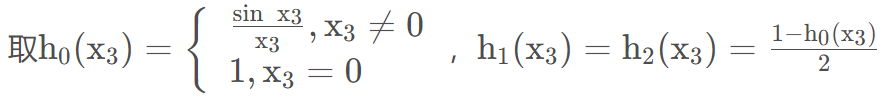 取h₀(x₃) = { sin x3/x₃, x₃ ≠ 0
1, x₃ = 0 , h₁(x₃) = h₂(x₃) = 1−h₀(x₃)/2